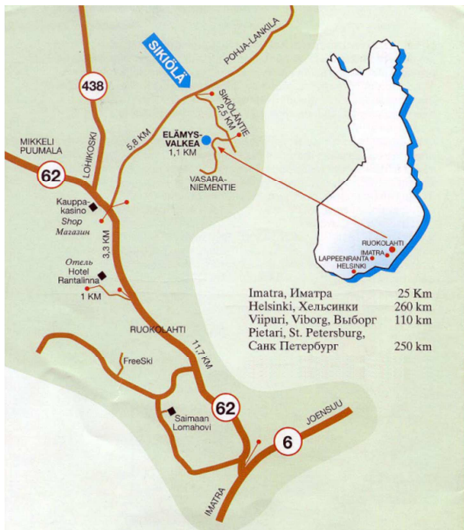 POHJA-LANKILA
SIKIÖLÄ
438
SIKIÖLÄNTIE
2,5 KM
5,8 KM
LOHIKOSKI
ELÄMYS-
VALKEA
1,1 KM
MIKKELI
PUUMALA
62
VASARA-
NIEMENTIE
Kauppa-
kasino
Shop
Магазин
3,3 KM
RUOKOLAHTI
IMATRA
LAPPEENRANTA
HELSINKI
Отель
Hotel
Rantalinna
1 KM
Imatra, Иматра 25 Km
Helsinki, Хельсинки 260 km
Viipuri, Viborg, Выборг 110 km
Pietari, St. Petersburg,
Санк Петербург 250 km
RUOKOLAHTI
11,7 KM
FreeSki
62
Saimaan
Lomahovi
6
JOENSUU
IMATRA